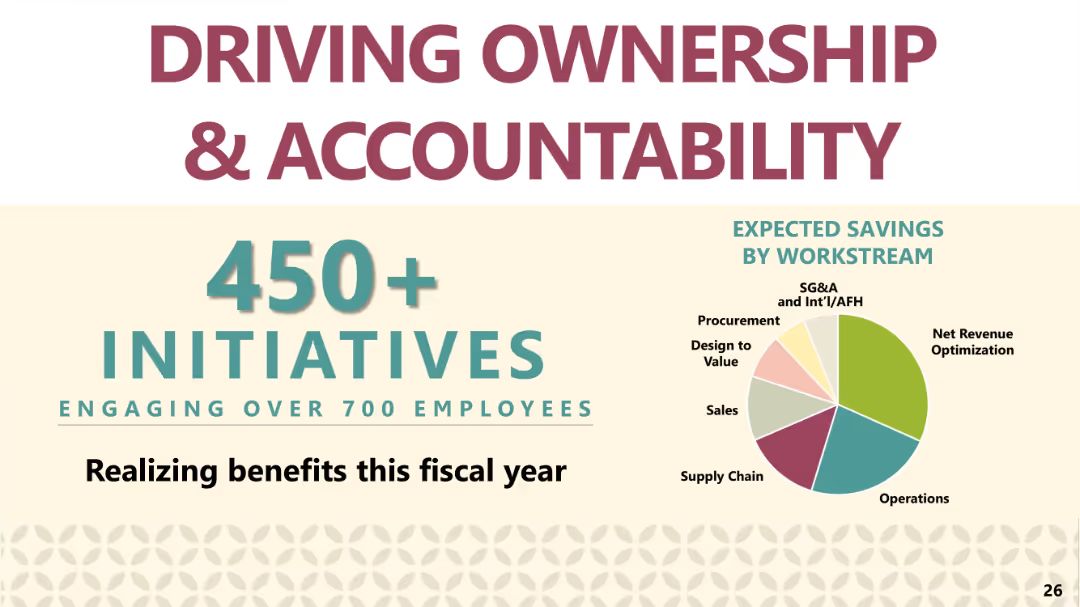 DRIVING OWNERSHIP
& ACCOUNTABILITY
450+
INITIATIVES
ENGAGING OVER 700 EMPLOYEES
Realizing benefits this fiscal year
EXPECTED SAVINGS
BY WORKSTREAM
SG&A
and Int'l/AFH
Procurement
Design to
Value
Sales
Supply Chain
Net Revenue
Optimization
Operations
26